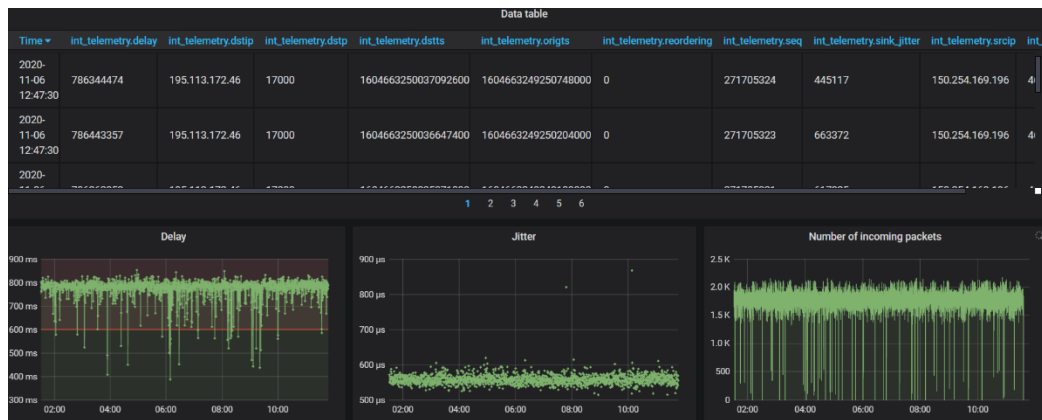 Data table
Time int_telemetry.delay int_telemetry.dstip int_telemetry.dstp int_telemetry.dstts int_telemetry.origts int_telemetry.reordering int_telemetry.seq int_telemetry.sink_jitter int_telemetry.srcip int_
2020-
11-06 786344474 195.113.172.46 17000 1604663250037092600 1604663249250748000 0 271705324 445117 150.254.169.196
12:47:30
2020-
11-06 786443357 195.113.172.46 17000 1604663250036647400 1604663249250204000 0 271705323 663372 150.254.169.196
12:47:30
2020-
1 2 3 4 5 6
Delay
900 ms
800 ms
700 ms
600 ms
500 ms
400 ms
300 ms
02:00 04:00 06:00 08:00 10:00
Jitter
900 µs
800 µs
700 µs
600 µs
500 µs
02:00 04:00 06:00 08:00 10:00
Number of incoming packets
2.5 K
2.0 K
1.5 K
1.0 K
500
0
02:00 04:00 06:00 08:00 10:00